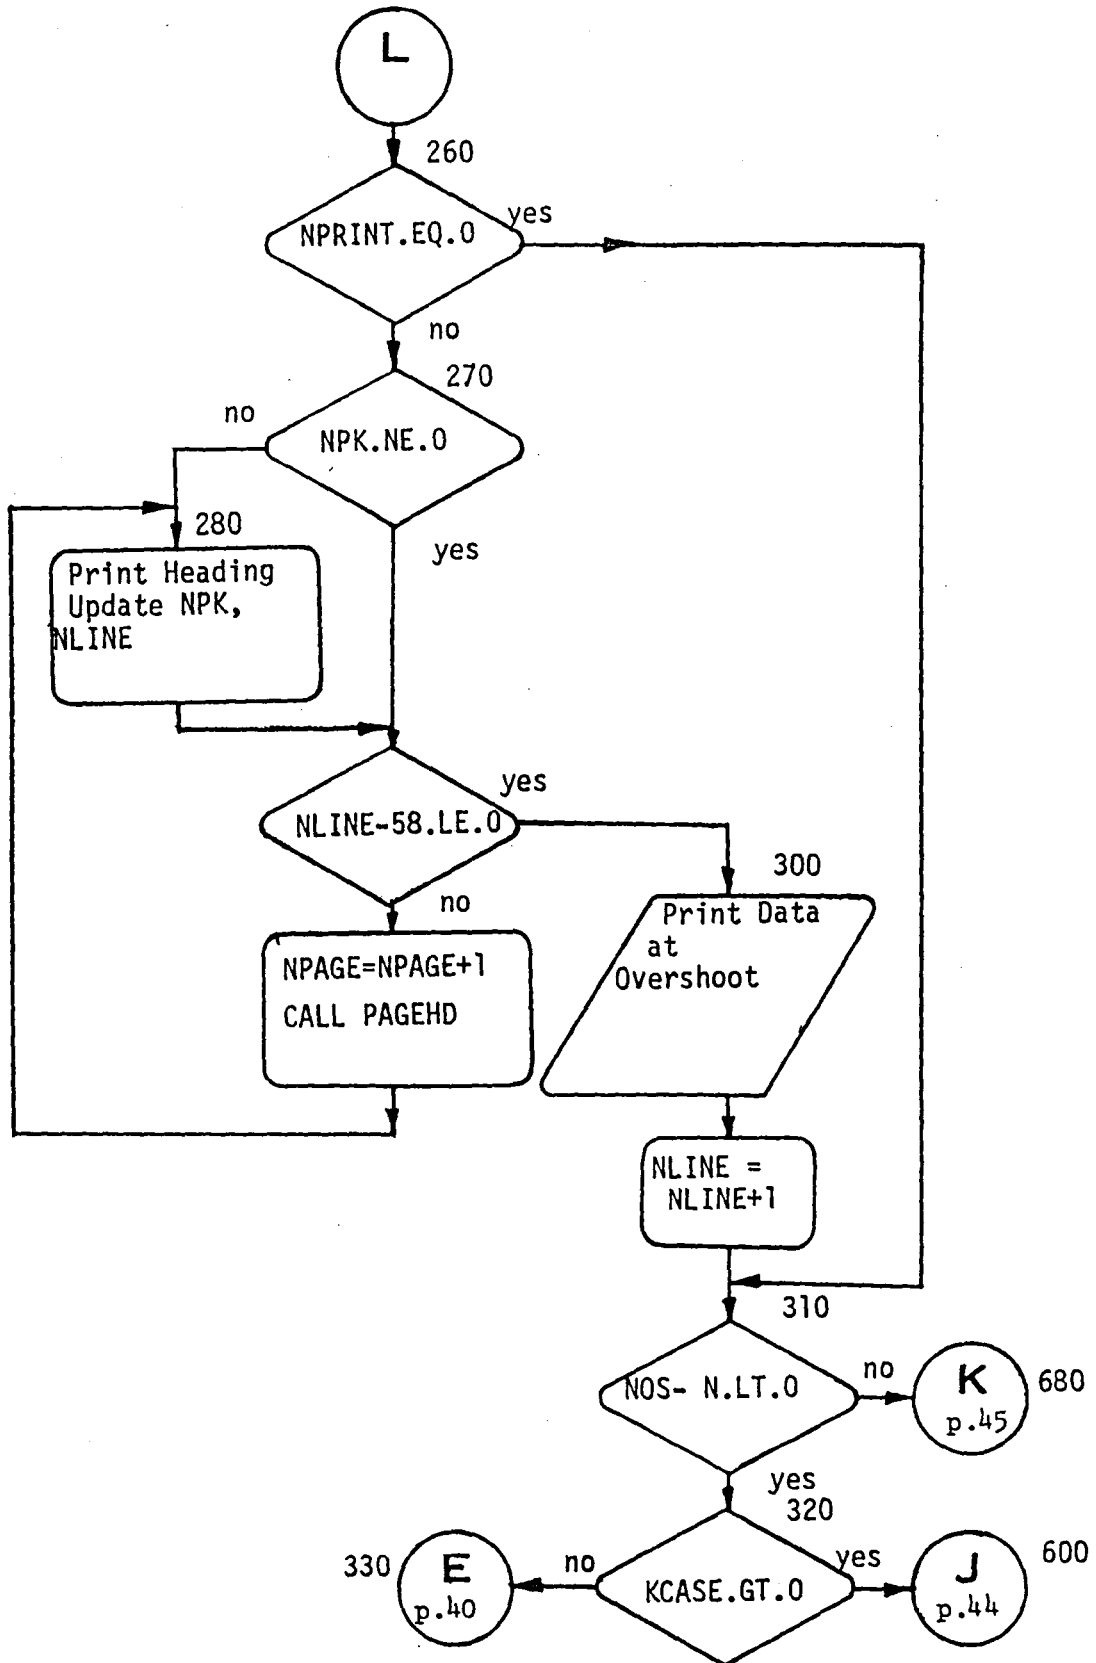 L
260
NPRINT.EQ.0
yes
no
270
NPK.NE.0
no
yes
280
Print Heading
Update NPK,
NLINE
NLINE-58.LE.0
yes
no
300
Print Data
at
Overshoot
NPAGE=NPAGE+1
CALL PAGEHD
NLINE =
NLINE+1
310
NOS- N.LT.0
no
K
p.45
680
yes
320
KCASE.GT.0
no
yes
330
E
p.40
J
p.44
600